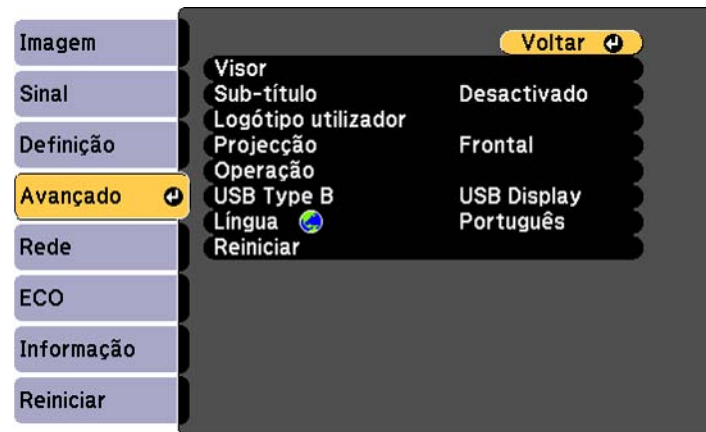 Imagem
Sinal
Definição
Avançado
Rede
ECO
Informação
Reiniciar
Voltar
Visor
Sub-título Desactivado
Logótipo utilizador
Projecção Frontal
Operação
USB Type B USB Display
Língua Português
Reiniciar